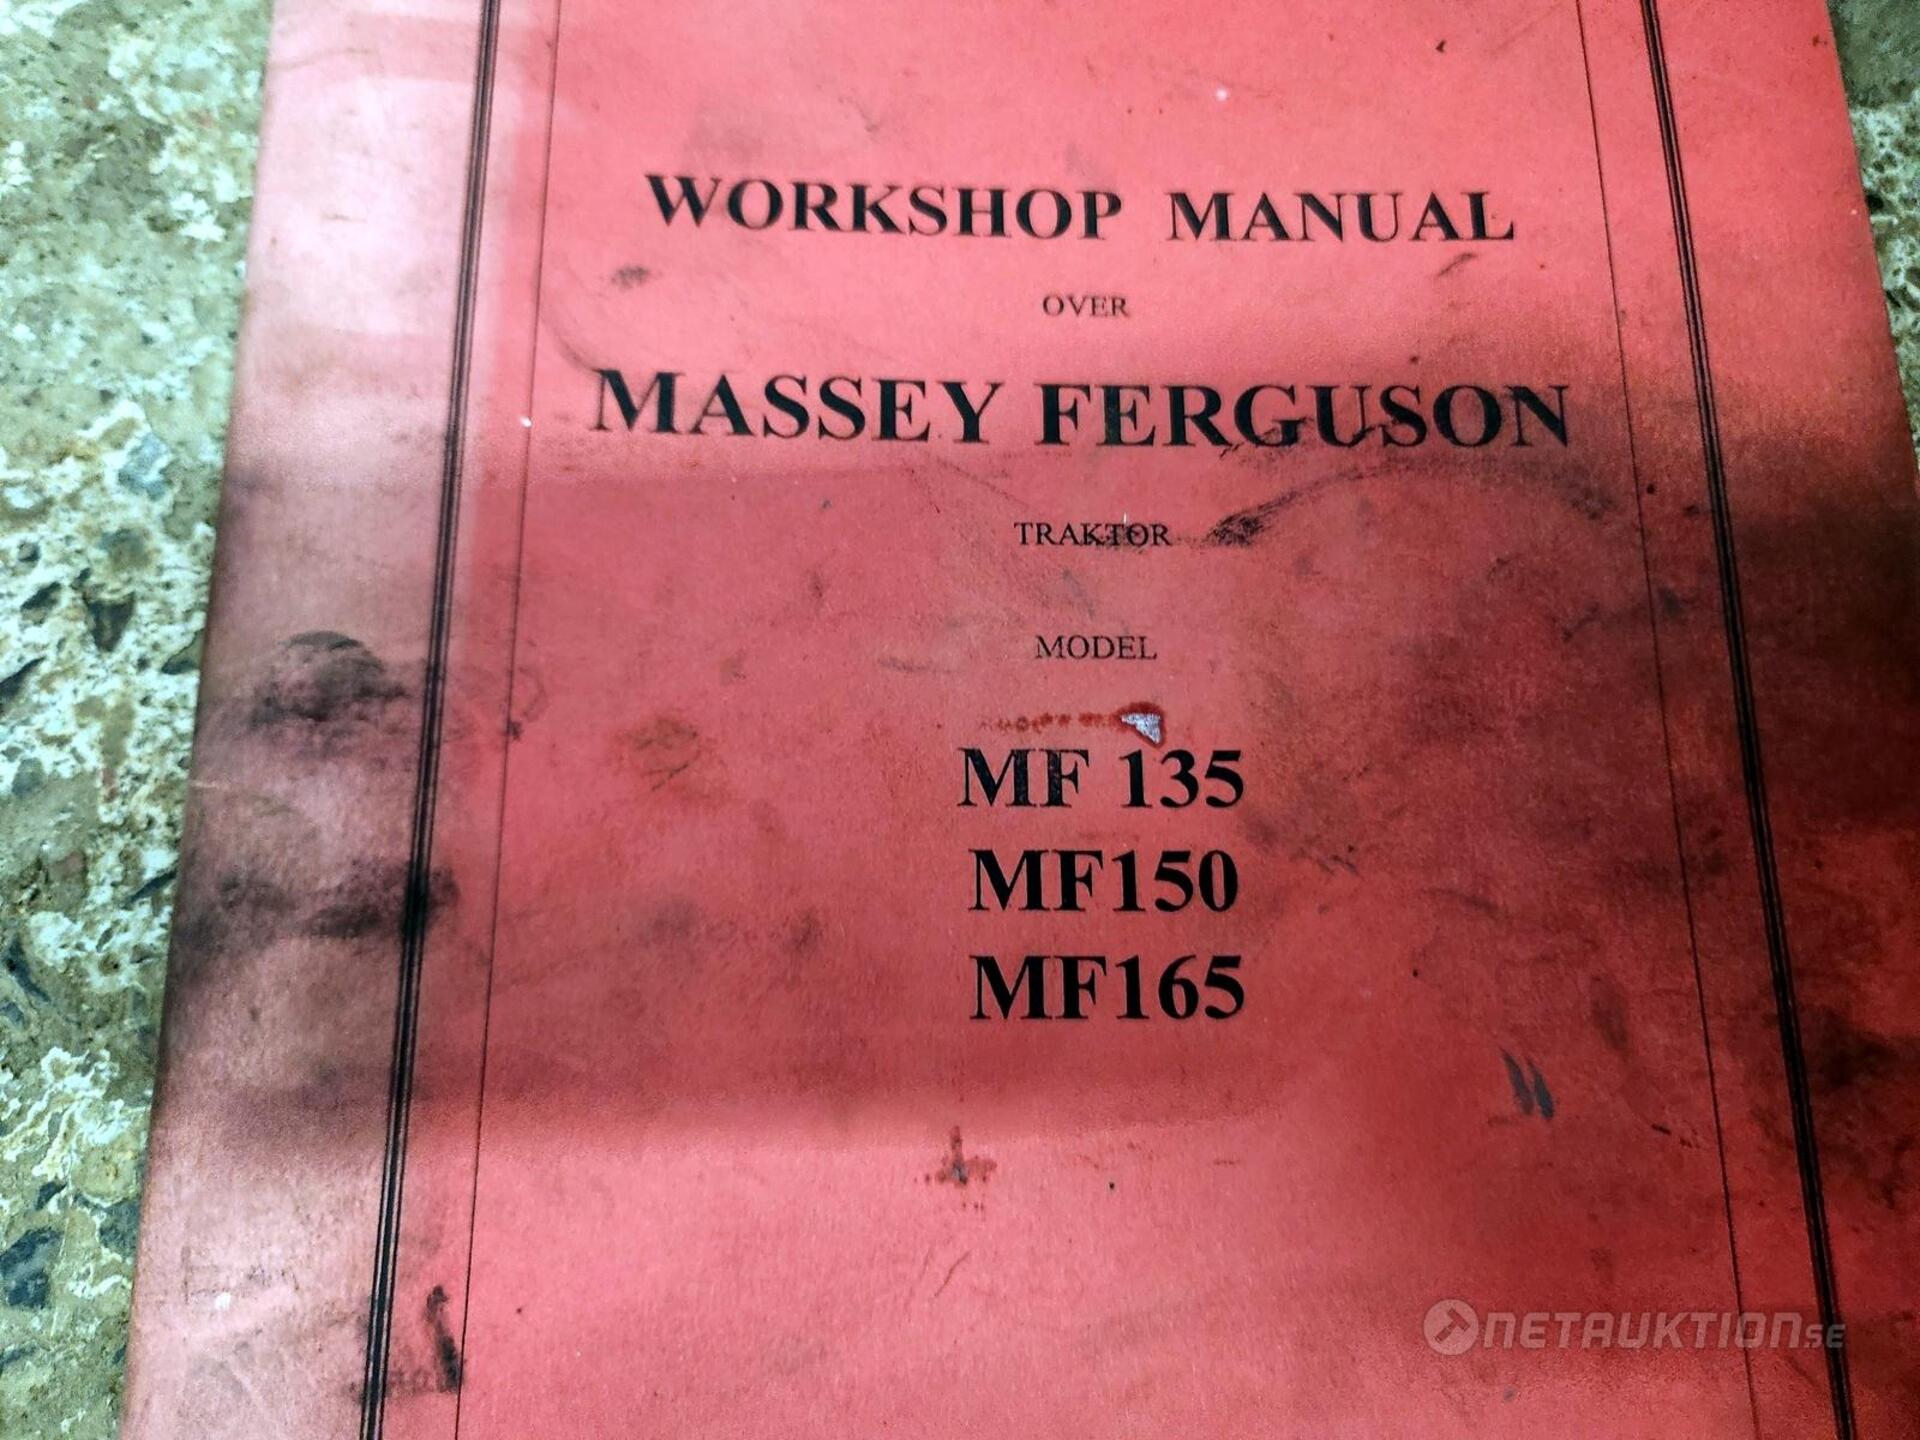 WORKSHOP MANUAL
OVER
MASSEY FERGUSON
TRAKTOR
MODEL
MF 135
MF150
MF165
NETAUKTION.SE